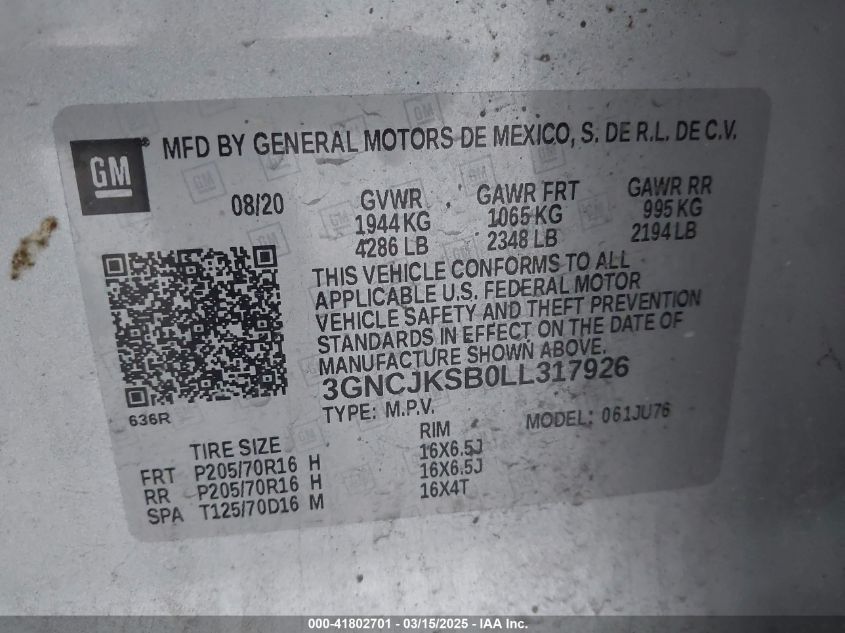 GM
® MFD BY GENERAL MOTORS DE MEXICO, S. DE R.L. DE C.V.
08/20
GVWR GAWR FRT GAWR RR
1944 KG 1065 KG 995 KG
4286 LB 2348 LB 2194 LB
THIS VEHICLE CONFORMS TO ALL
APPLICABLE U.S. FEDERAL MOTOR
VEHICLE SAFETY AND THEFT PREVENTION
STANDARDS IN EFFECT ON THE DATE OF
MANUFACTURE SHOWN ABOVE.
3GNCJKSB0LL317926
636R
TYPE: M.P.V. MODEL: 061JU76
TIRE SIZE RIM
FRT P205/70R16 H 16X6.5J
RR P205/70R16 H 16X6.5J
SPA T125/70D16 M 16X4T
000-41802701 - 03/15/2025 - IAA Inc.